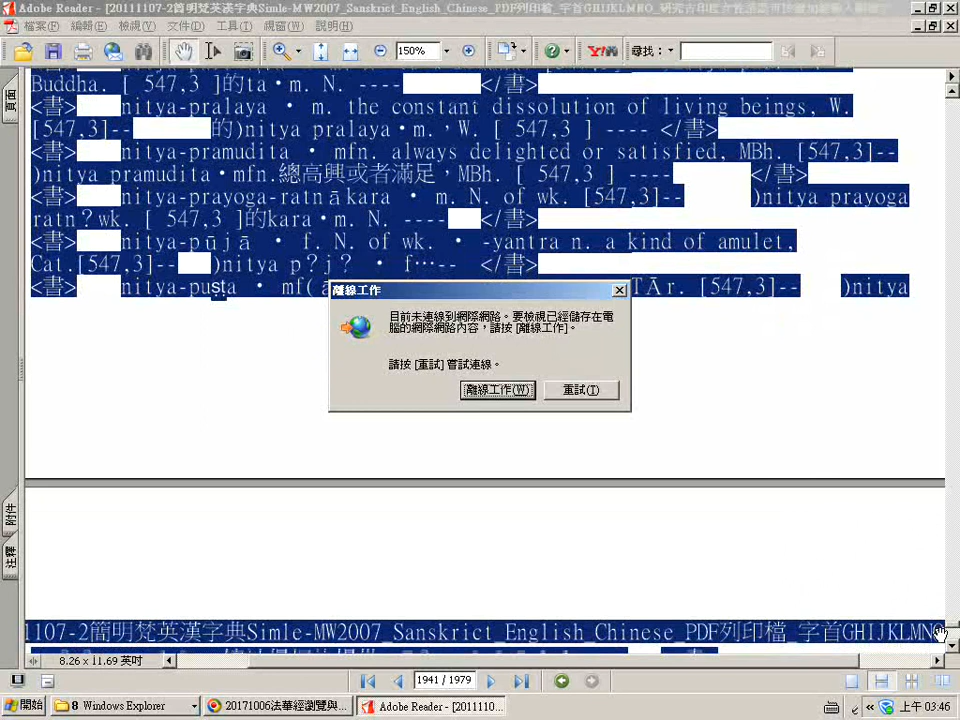 Adobe Reader - [20111107-2簡明梵英漢字典Simle-MW2007_Sanskrict_English_Chinese_PDF列印檔_字首GHIJKLMNO_
檔案(F) 編輯(E) 檢視(V) 文件(D) 工具(I) 視窗(W) 說明(H)
150% 尋找：
頁面
附件
注釋
Buddha. [ 547,3 ]的ta‧m. N. ---- </書>
<書> nitya-pralaya ‧ m. the constant dissolution of living beings, W.
[547,3]-- 的)nitya pralaya‧m.，W. [ 547,3 ] ---- </書>
<書> nitya-pramudita ‧ mfn. always delighted or satisfied, MBh. [547,3]--
)nitya pramudita‧mfn.總高興或者滿足，MBh. [ 547,3 ] ---- </書>
<書> nitya-prayoga-ratnākara ‧ m. N. of wk. [547,3]-- )nitya prayoga
ratn？wk. [ 547,3 ]的kara‧m. N. ---- </書>
<書> nitya-pūjā ‧ f. N. of wk. ‧ -yantra n. a kind of amulet,
Cat.[547,3]-- )nitya p？j？ ‧ f…-- </書>
<書> nitya-puṣṭa ‧ mf( TĀr. [547,3]-- )nitya
離線工作
目前未連線到網際網路。要檢視已經儲存在電
腦的網際網路內容，請按 [離線工作]。
請按 [重試] 嘗試連線。
離線工作(W) 重試(T)
1107-2簡明梵英漢字典Simle-MW2007_Sanskrict_English_Chinese_PDF列印檔_字首GHIJKLMNO
8.26 x 11.69 英吋
1941 / 1979
開始 8 Windows Explorer 20171006法華經瀏覽與... Adobe Reader - [2011110... 上午 03:46